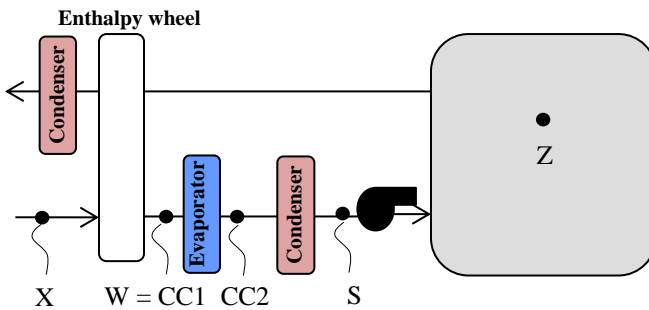 Enthalpy wheel
Condenser
Z
Evaporator
Condenser
X
W = CC1
CC2
S